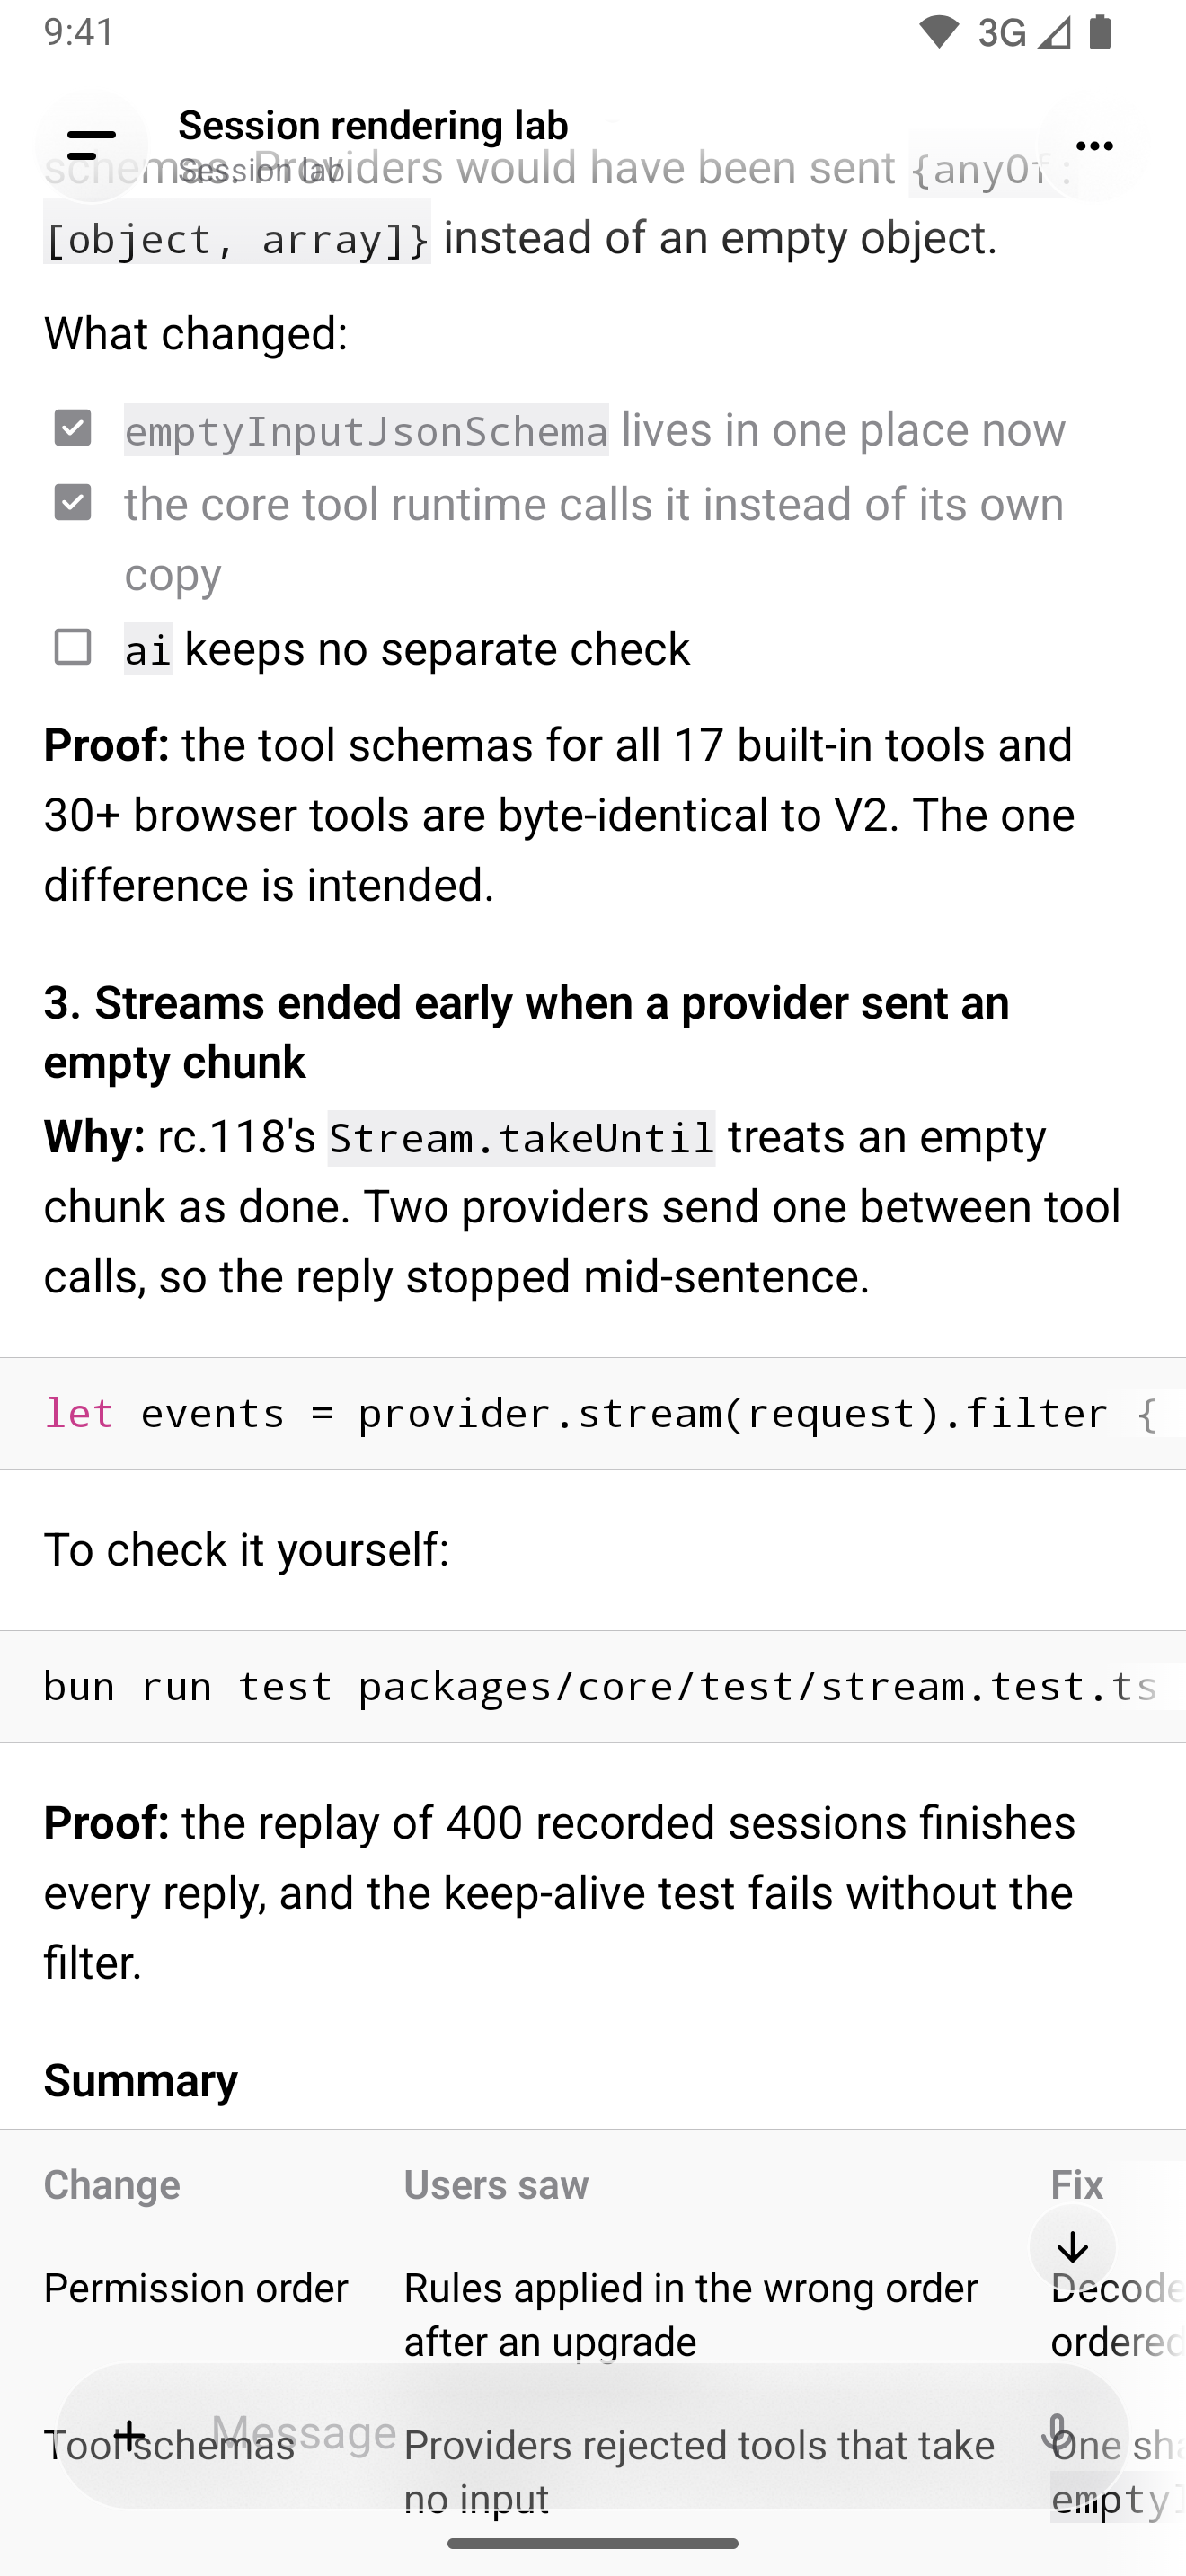 9:41
3G
Session rendering lab
Session lab
schemas. Providers would have been sent {anyOf:
[object, array]} instead of an empty object.
What changed:
emptyInputJsonSchema lives in one place now
the core tool runtime calls it instead of its own
copy
ai keeps no separate check
Proof: the tool schemas for all 17 built-in tools and
30+ browser tools are byte-identical to V2. The one
difference is intended.
3. Streams ended early when a provider sent an
empty chunk
Why: rc.118's Stream.takeUntil treats an empty
chunk as done. Two providers send one between tool
calls, so the reply stopped mid-sentence.
let events = provider.stream(request).filter {
To check it yourself:
bun run test packages/core/test/stream.test.ts
Proof: the replay of 400 recorded sessions finishes
every reply, and the keep-alive test fails without the
filter.
Summary
Change Users saw Fix
Permission order Rules applied in the wrong order Decode
after an upgrade ordered
Message
Tool schemas Providers rejected tools that take One sha
no input empty